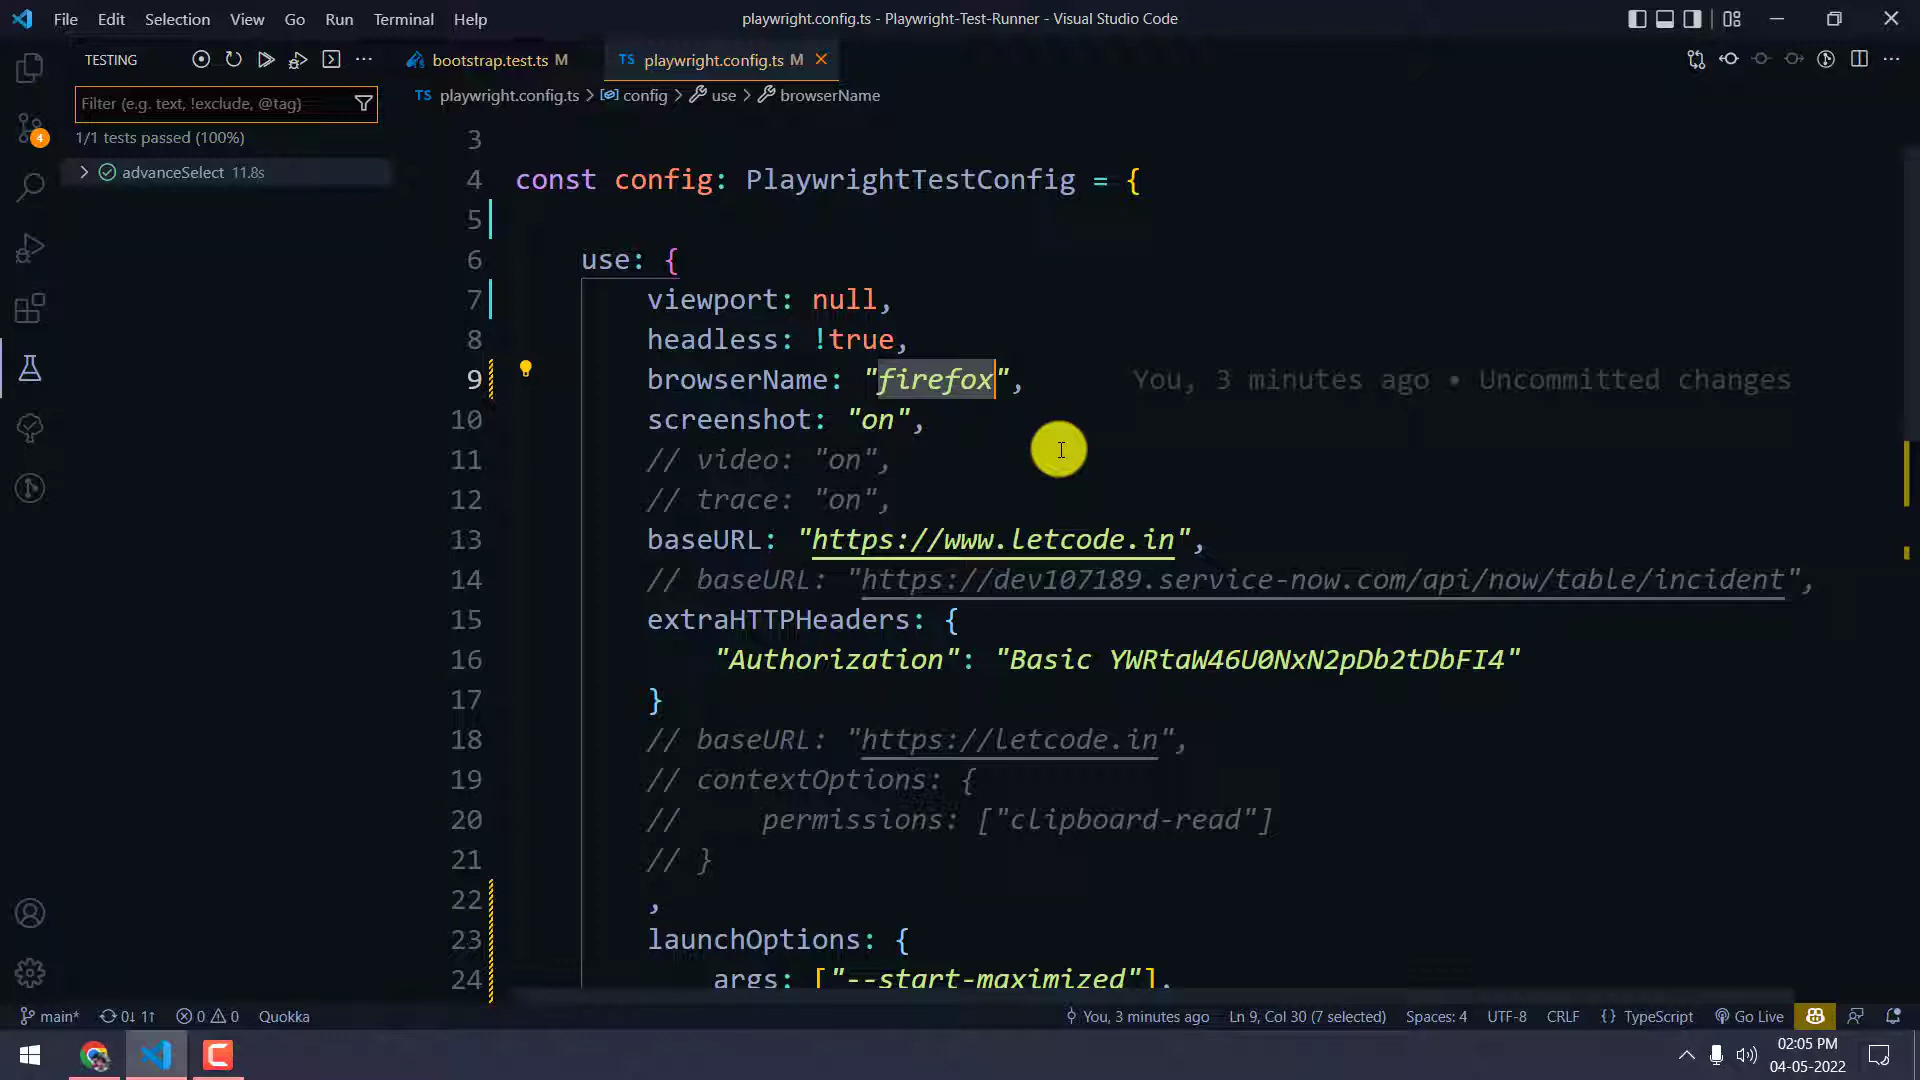 File Edit Selection View Go Run Terminal Help
playwright.config.ts - Playwright-Test-Runner - Visual Studio Code
TESTING
bootstrap.test.ts M
TS playwright.config.ts M
Filter (e.g. text, !exclude, @tag)
TS playwright.config.ts > config > use > browserName
1/1 tests passed (100%)
advanceSelect 11.8s
4
3
4 const config: PlaywrightTestConfig = {
5
6 use: {
7 viewport: null,
8 headless: !true,
9 browserName: "firefox", You, 3 minutes ago • Uncommitted changes
10 screenshot: "on",
11 // video: "on",
12 // trace: "on",
13 baseURL: "https://www.letcode.in",
14 // baseURL: "https://dev107189.service-now.com/api/now/table/incident",
15 extraHTTPHeaders: {
16 "Authorization": "Basic YWRtaW46U0NxN2pDb2tDbFI4"
17 }
18 // baseURL: "https://letcode.in",
19 // contextOptions: {
20 // permissions: ["clipboard-read"]
21 // }
22 ,
23 launchOptions: {
24 args: ["--start-maximized"],
main* 0↓ 1↑ 0 0 Quokka
You, 3 minutes ago Ln 9, Col 30 (7 selected) Spaces: 4 UTF-8 CRLF {} TypeScript Go Live
02:05 PM
04-05-2022